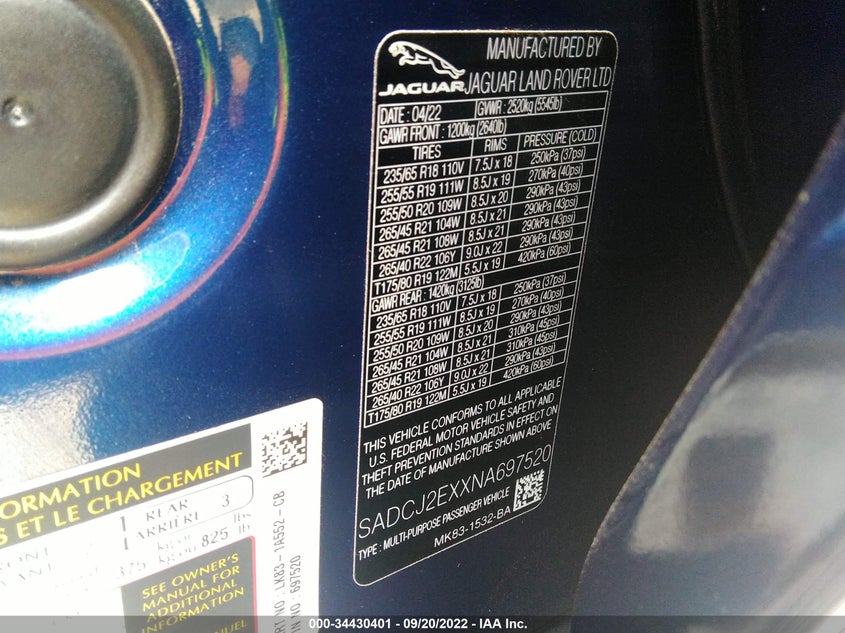 JAGUAR
MANUFACTURED BY
JAGUAR LAND ROVER LTD
DATE : 04/22 GVWR : 2520kg (5545lb)
GAWR FRONT : 1200kg (2640lb)
TIRES RIMS PRESSURE (COLD)
235/65 R18 110V 7.5J x 18 250kPa (37psi)
255/55 R19 111W 8.5J x 19 270kPa (40psi)
255/50 R20 109W 8.5J x 20 290kPa (43psi)
265/45 R21 104W 8.5J x 21 290kPa (43psi)
265/45 R21 108W 8.5J x 21 290kPa (43psi)
265/40 R22 106Y 9.0J x 22 290kPa (43psi)
T175/80 R19 122M 5.5J x 19 420kPa (60psi)
GAWR REAR : 1420kg (3125lb)
235/65 R18 110V 7.5J x 18 250kPa (37psi)
255/55 R19 111W 8.5J x 19 270kPa (40psi)
255/50 R20 109W 8.5J x 20 290kPa (43psi)
265/45 R21 104W 8.5J x 21 310kPa (45psi)
265/45 R21 108W 8.5J x 21 310kPa (45psi)
265/40 R22 106Y 9.0J x 22 290kPa (43psi)
T175/80 R19 122M 5.5J x 19 420kPa (60psi)
THIS VEHICLE CONFORMS TO ALL APPLICABLE
U.S. FEDERAL MOTOR VEHICLE SAFETY AND
THEFT PREVENTION STANDARDS IN EFFECT ON
THE DATE OF MANUFACTURE SHOWN ABOVE
SADCJ2EXXNA697520
TYPE : MULTI-PURPOSE PASSENGER VEHICLE
MK83-1532-BA
ORMATION
S ET LE CHARGEMENT
REAR 3
ARRIÈRE
375 kg ou 825 lb
SEE OWNER'S
MANUAL FOR
ADDITIONAL
INFORMATION
ART NO : LK83 - 1A552 - CB
IN NO : 697520
000-34430401 - 09/20/2022 - IAA Inc.